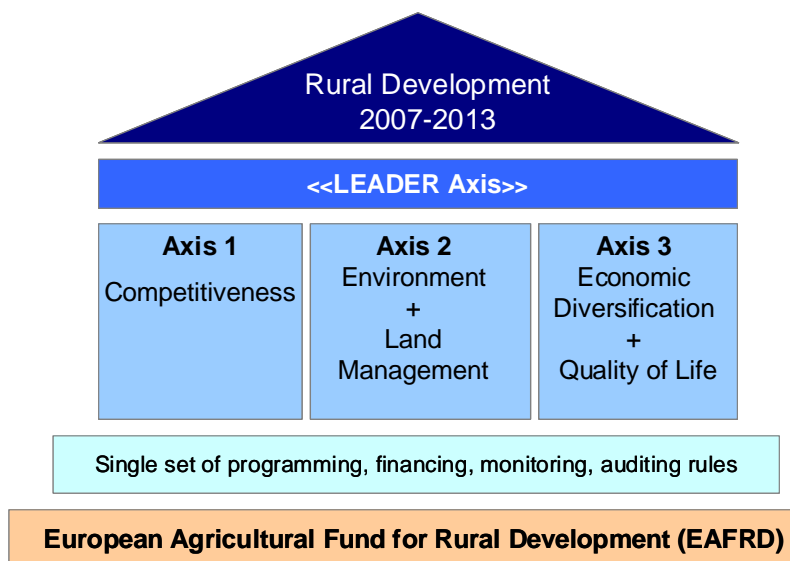 Rural Development
2007-2013
<<LEADER Axis>>
Axis 1
Competitiveness
Axis 2
Environment
+
Land
Management
Axis 3
Economic
Diversification
+
Quality of Life
Single set of programming, financing, monitoring, auditing rules
European Agricultural Fund for Rural Development (EAFRD)